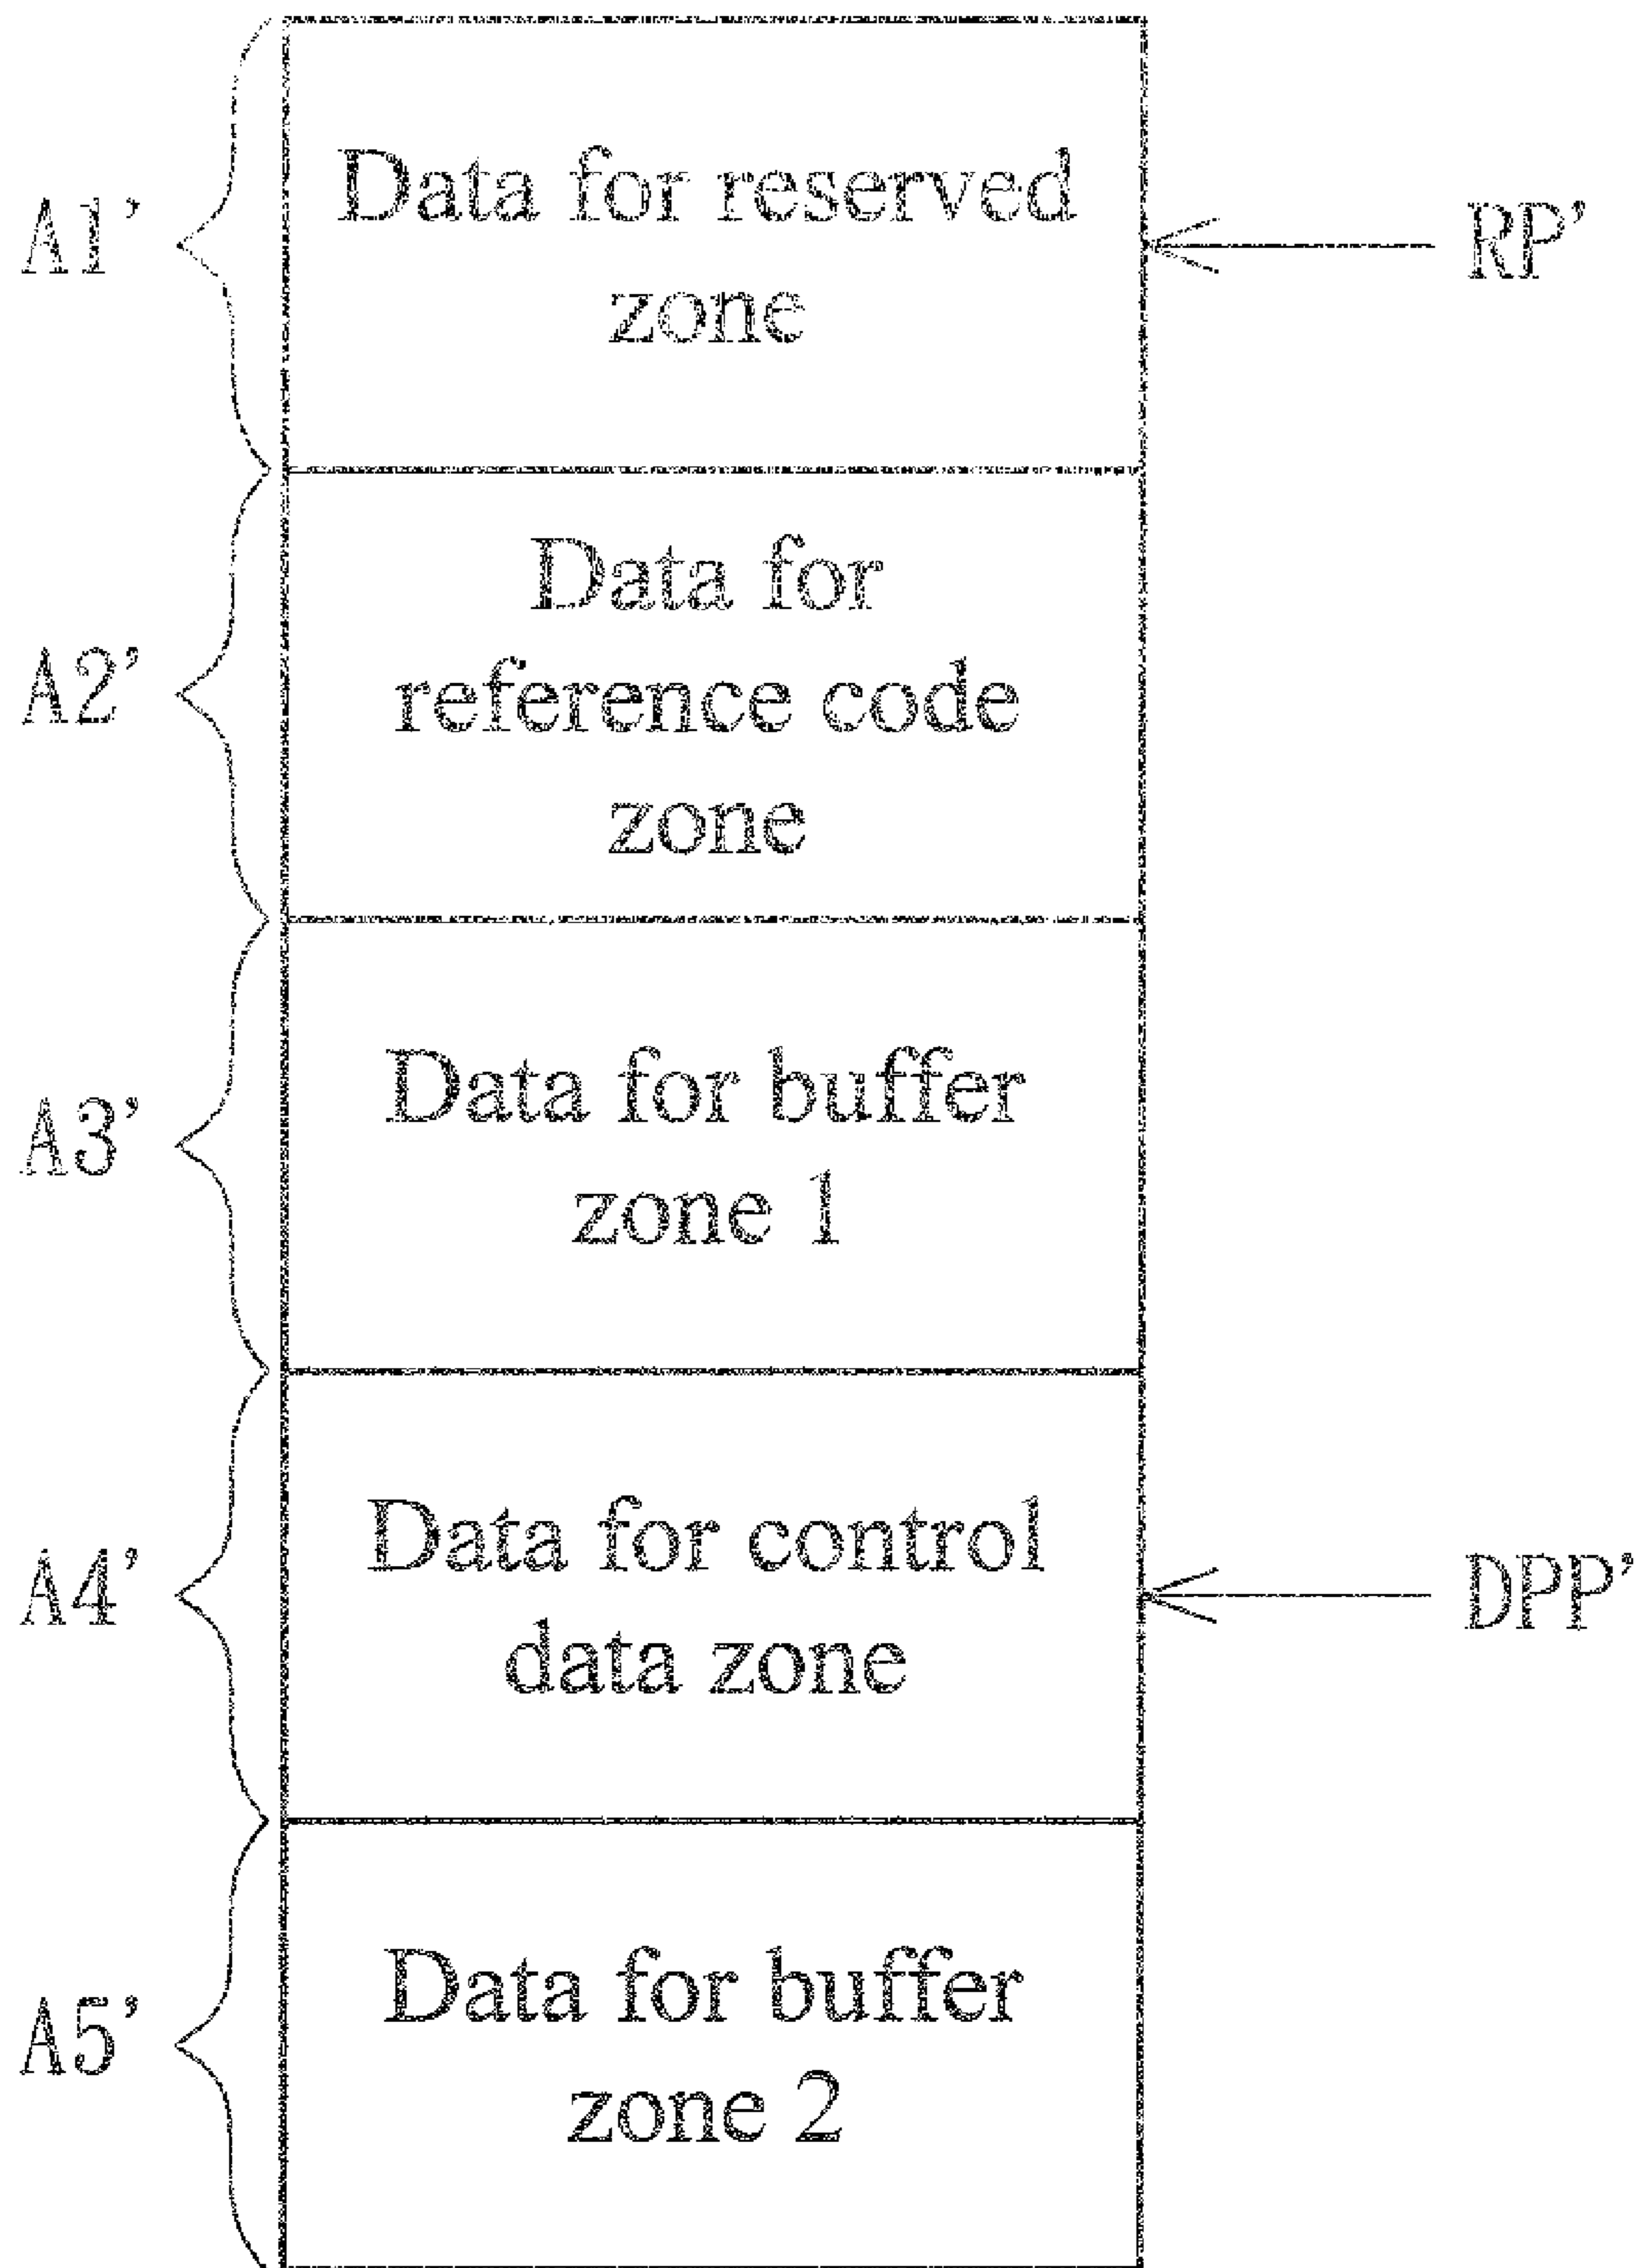 A1'
Data for reserved
zone
RP'
A2'
Data for
reference code
zone
A3'
Data for buffer
zone 1
A4'
Data for control
data zone
DPP'
A5'
Data for buffer
zone 2